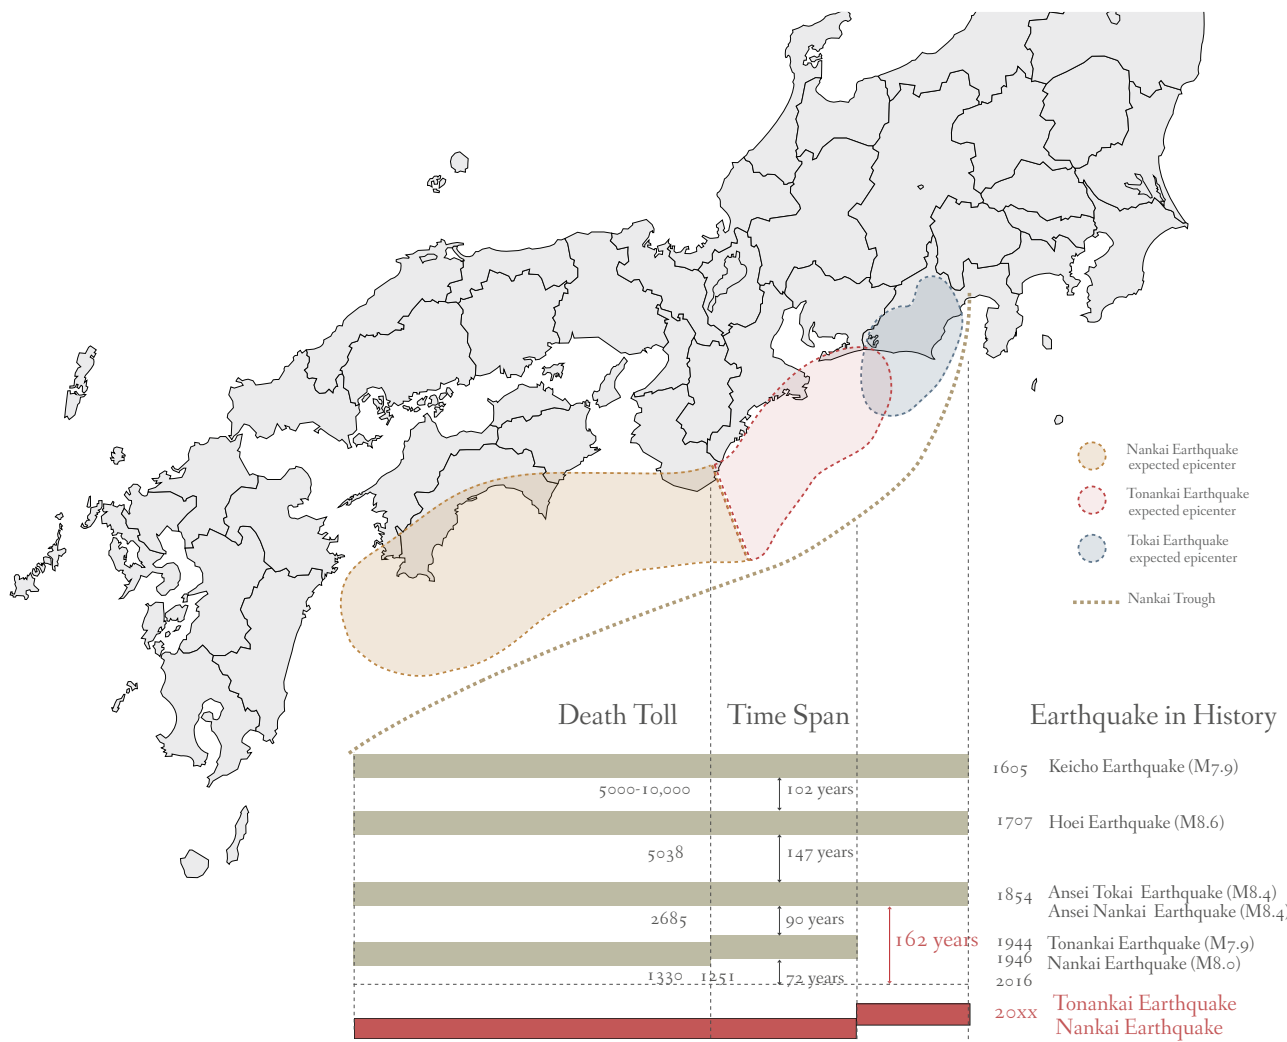 Nankai Earthquake
expected epicenter
Tonankai Earthquake
expected epicenter
Tokai Earthquake
expected epicenter
Nankai Trough
Death Toll
Time Span
Earthquake in History
1605 Keicho Earthquake (M7.9)
5000-10,000
102 years
1707 Hoei Earthquake (M8.6)
5038
147 years
1854 Ansei Tokai Earthquake (M8.4)
Ansei Nankai Earthquake (M8.4)
2685
90 years
162 years
1944 Tonankai Earthquake (M7.9)
1946 Nankai Earthquake (M8.0)
1330
1251
72 years
2016
20XX Tonankai Earthquake
Nankai Earthquake